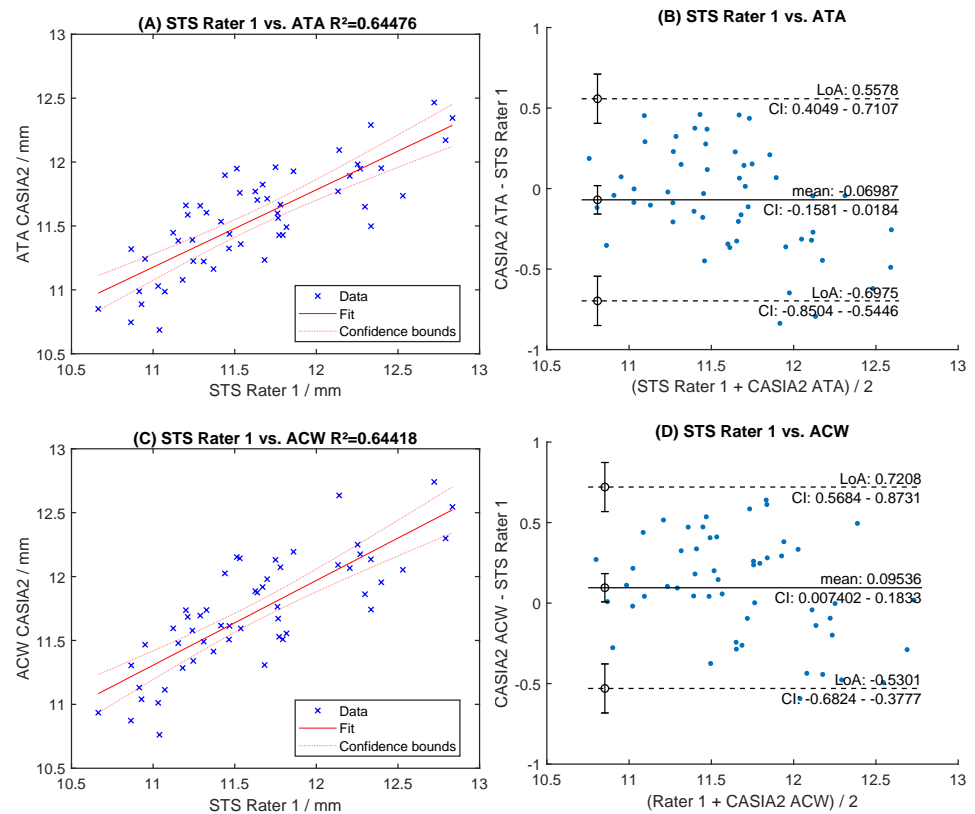 (A) STS Rater 1 vs. ATA R²=0.64476
13
12.5
12
11.5
11
10.5
ATA CASIA2 / mm
Data
Fit
Confidence bounds
10.5 11 11.5 12 12.5 13
STS Rater 1 / mm
(B) STS Rater 1 vs. ATA
1
0.5
0
-0.5
-1
CASIA2 ATA - STS Rater 1
LoA: 0.5578
CI: 0.4049 - 0.7107
mean: -0.06987
CI: -0.1581 - 0.0184
LoA: -0.6975
CI: -0.8504 - -0.5446
10.5 11 11.5 12 12.5 13
(STS Rater 1 + CASIA2 ATA) / 2
(C) STS Rater 1 vs. ACW R²=0.64418
13
12.5
12
11.5
11
10.5
ACW CASIA2 / mm
Data
Fit
Confidence bounds
10.5 11 11.5 12 12.5 13
STS Rater 1 / mm
(D) STS Rater 1 vs. ACW
1
0.5
0
-0.5
-1
CASIA2 ACW - STS Rater 1
LoA: 0.7208
CI: 0.5684 - 0.8731
mean: 0.09536
CI: 0.007402 - 0.1833
LoA: -0.5301
CI: -0.6824 - -0.3777
10.5 11 11.5 12 12.5 13
(Rater 1 + CASIA2 ACW) / 2